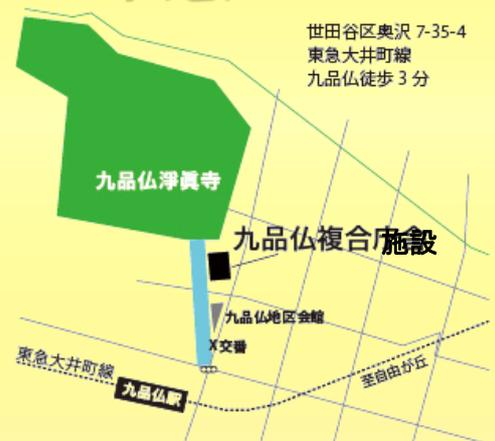 世田谷区奥沢 7-35-4
東急大井町線
九品仏徒歩 3 分
九品仏淨眞寺
九品仏複合施設
九品仏地区会館
X交番
東急大井町線
九品仏駅
至自由が丘